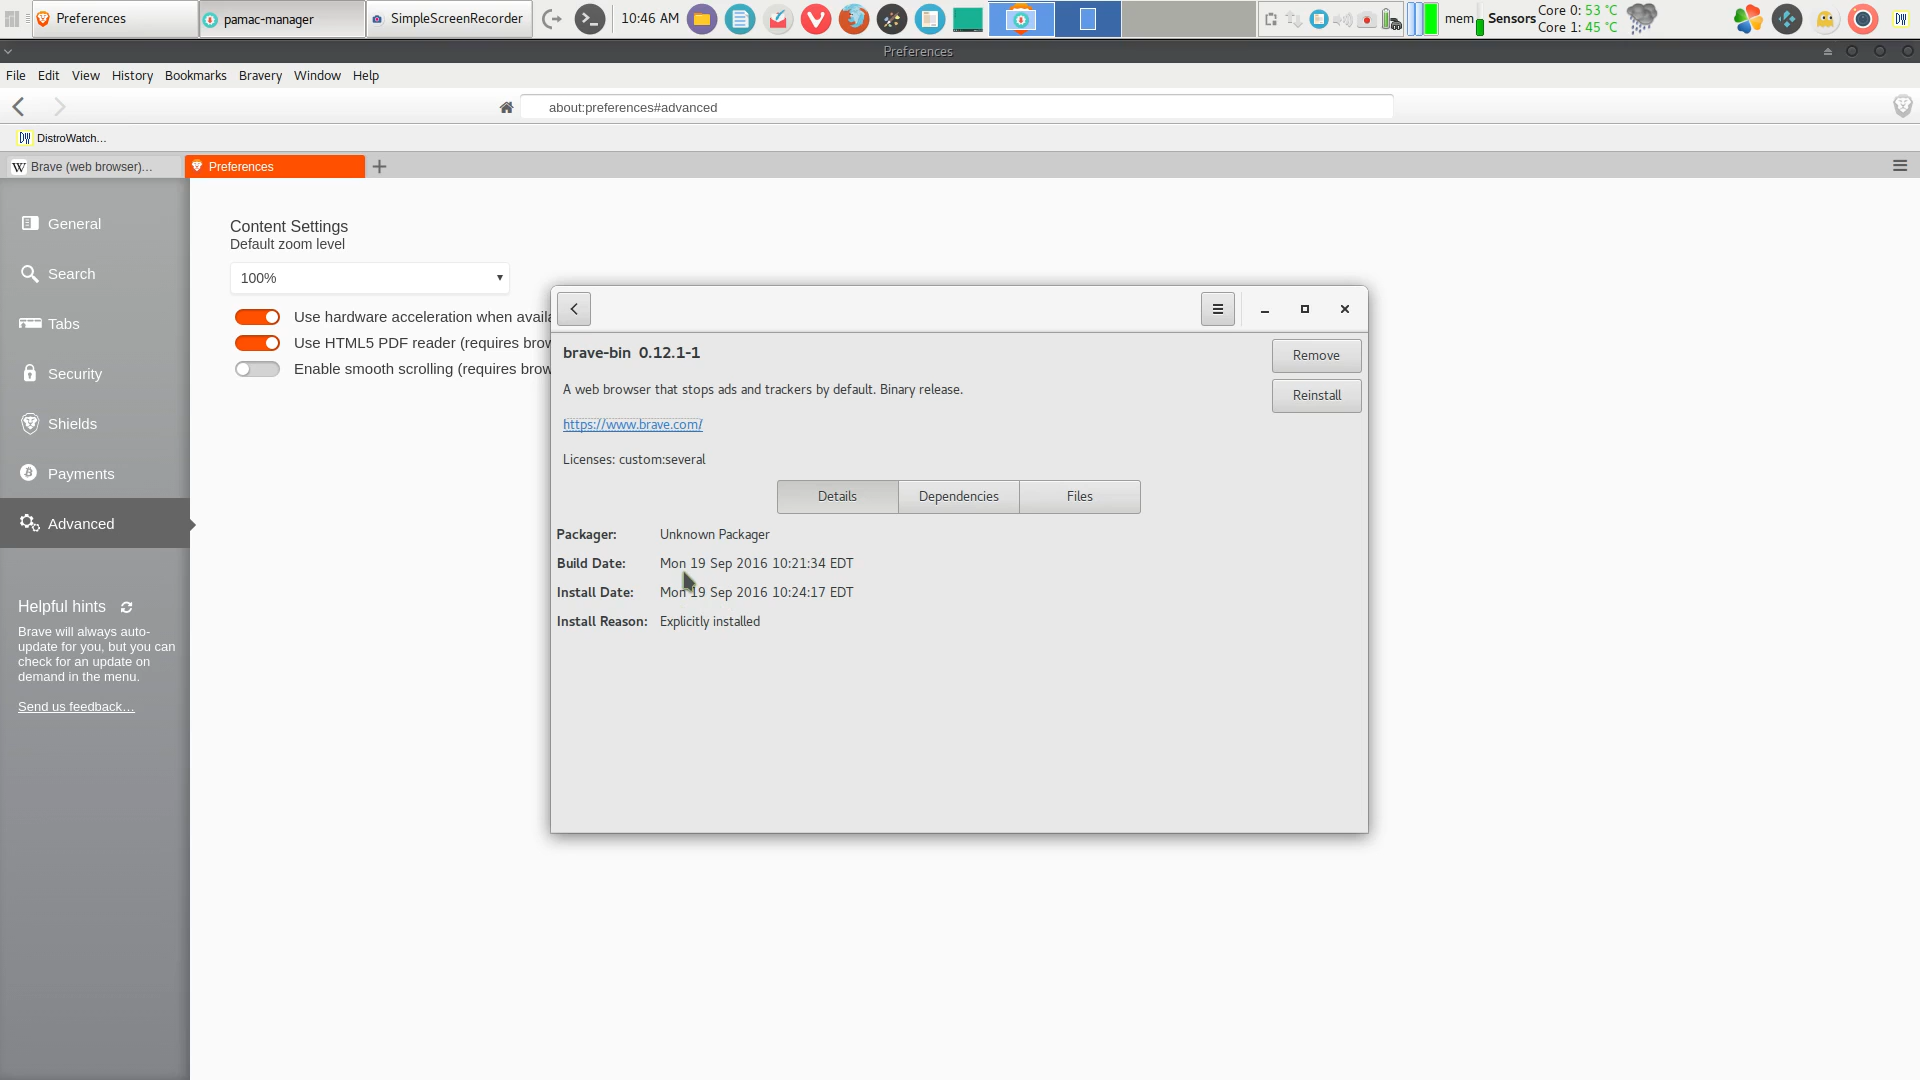 Preferences
pamac-manager
SimpleScreenRecorder
10:46 AM
mem
Sensors
Core 0: 53 °C
Core 1: 45 °C
Preferences
File Edit View History Bookmarks Bravery Window Help
about:preferences#advanced
DW DistroWatch…
W Brave (web browser)…
Preferences
General
Search
Tabs
Security
Shields
Payments
Advanced
Helpful hints
Brave will always auto-
update for you, but you can
check for an update on
demand in the menu.
Send us feedback…
Content Settings
Default zoom level
100%
Use hardware acceleration when availa
Use HTML5 PDF reader (requires brow
Enable smooth scrolling (requires brow
brave-bin 0.12.1-1
Remove
A web browser that stops ads and trackers by default. Binary release.
Reinstall
https://www.brave.com/
Licenses: custom:several
Details Dependencies Files
Packager: Unknown Packager
Build Date: Mon 19 Sep 2016 10:21:34 EDT
Install Date: Mon 19 Sep 2016 10:24:17 EDT
Install Reason: Explicitly installed